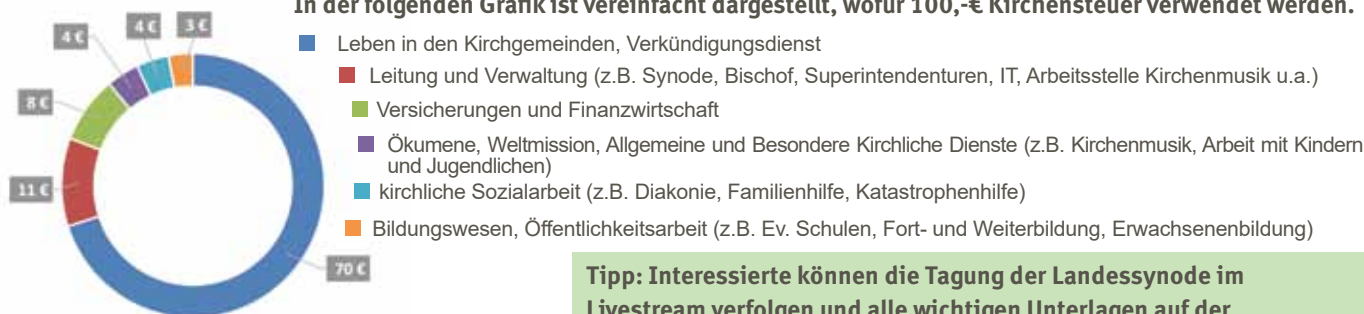 In der folgenden Grafik ist vereinfacht dargestellt, wofür 100,-€ Kirchensteuer verwendet werden.
4 €
4 €
3 €
8 €
11 €
70 €
Leben in den Kirchgemeinden, Verkündigungsdienst
Leitung und Verwaltung (z.B. Synode, Bischof, Superintendenturen, IT, Arbeitsstelle Kirchenmusik u.a.)
Versicherungen und Finanzwirtschaft
Ökumene, Weltmission, Allgemeine und Besondere Kirchliche Dienste (z.B. Kirchenmusik, Arbeit mit Kindern
und Jugendlichen)
kirchliche Sozialarbeit (z.B. Diakonie, Familienhilfe, Katastrophenhilfe)
Bildungswesen, Öffentlichkeitsarbeit (z.B. Ev. Schulen, Fort- und Weiterbildung, Erwachsenenbildung)
Tipp: Interessierte können die Tagung der Landessynode im
Livestream verfolgen und alle wichtigen Unterlagen auf der